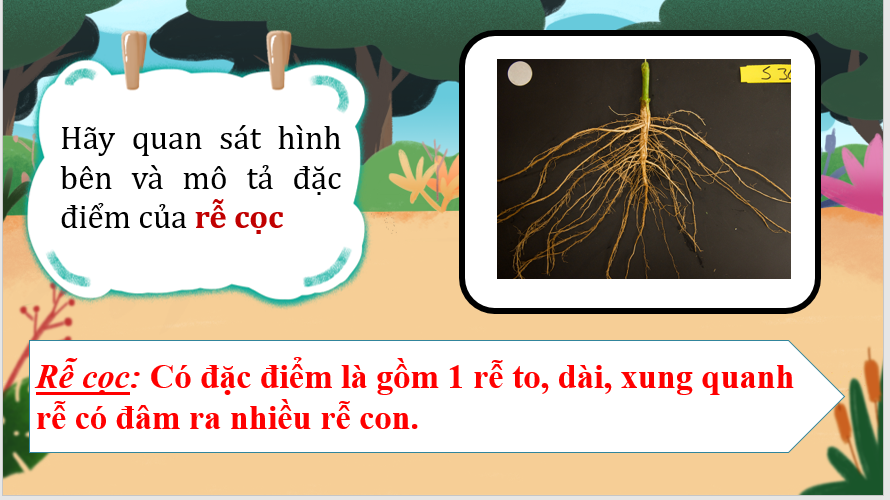 Hãy quan sát hình
bên và mô tả đặc
điểm của rễ cọc
S 30
Rễ cọc: Có đặc điểm là gồm 1 rễ to, dài, xung quanh
rễ có đâm ra nhiều rễ con.